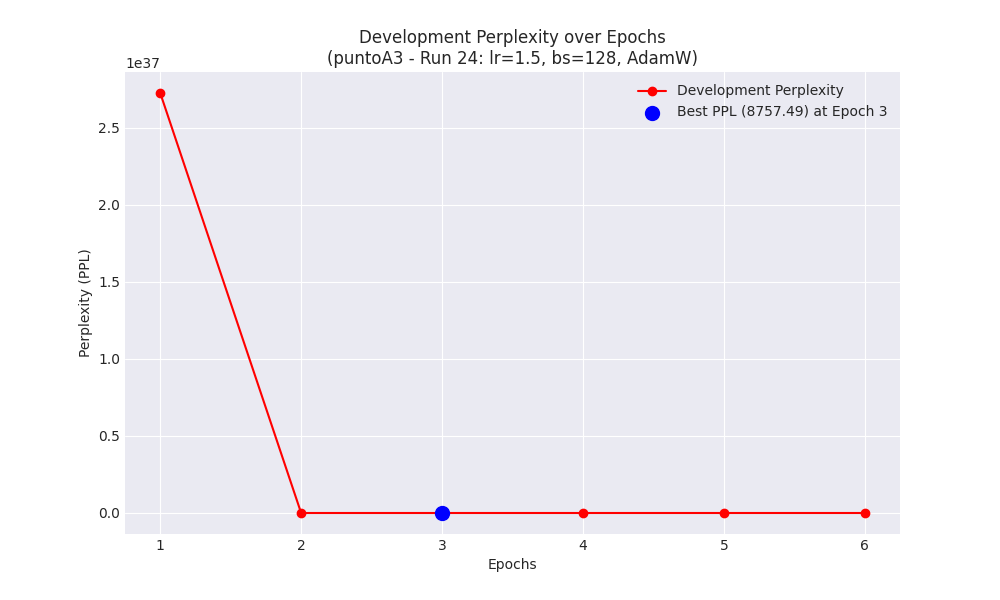 Development Perplexity over Epochs
(puntoA3 - Run 24: lr=1.5, bs=128, AdamW)
1e37
Development Perplexity
Best PPL (8757.49) at Epoch 3
2.5
2.0
1.5
1.0
0.5
0.0
Perplexity (PPL)
1 2 3 4 5 6
Epochs